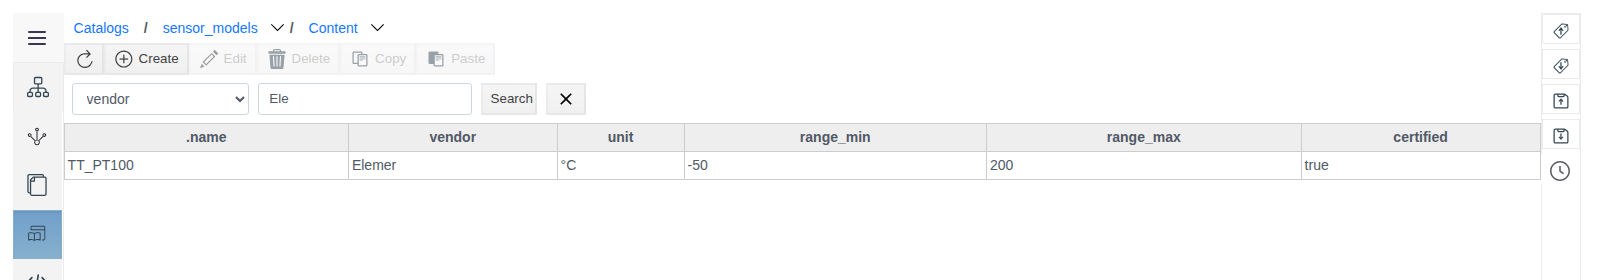 Catalogs / sensor_models / Content
Create Edit Delete Copy Paste
vendor Ele Search
.name vendor unit range_min range_max certified
TT_PT100 Elemer °C -50 200 true